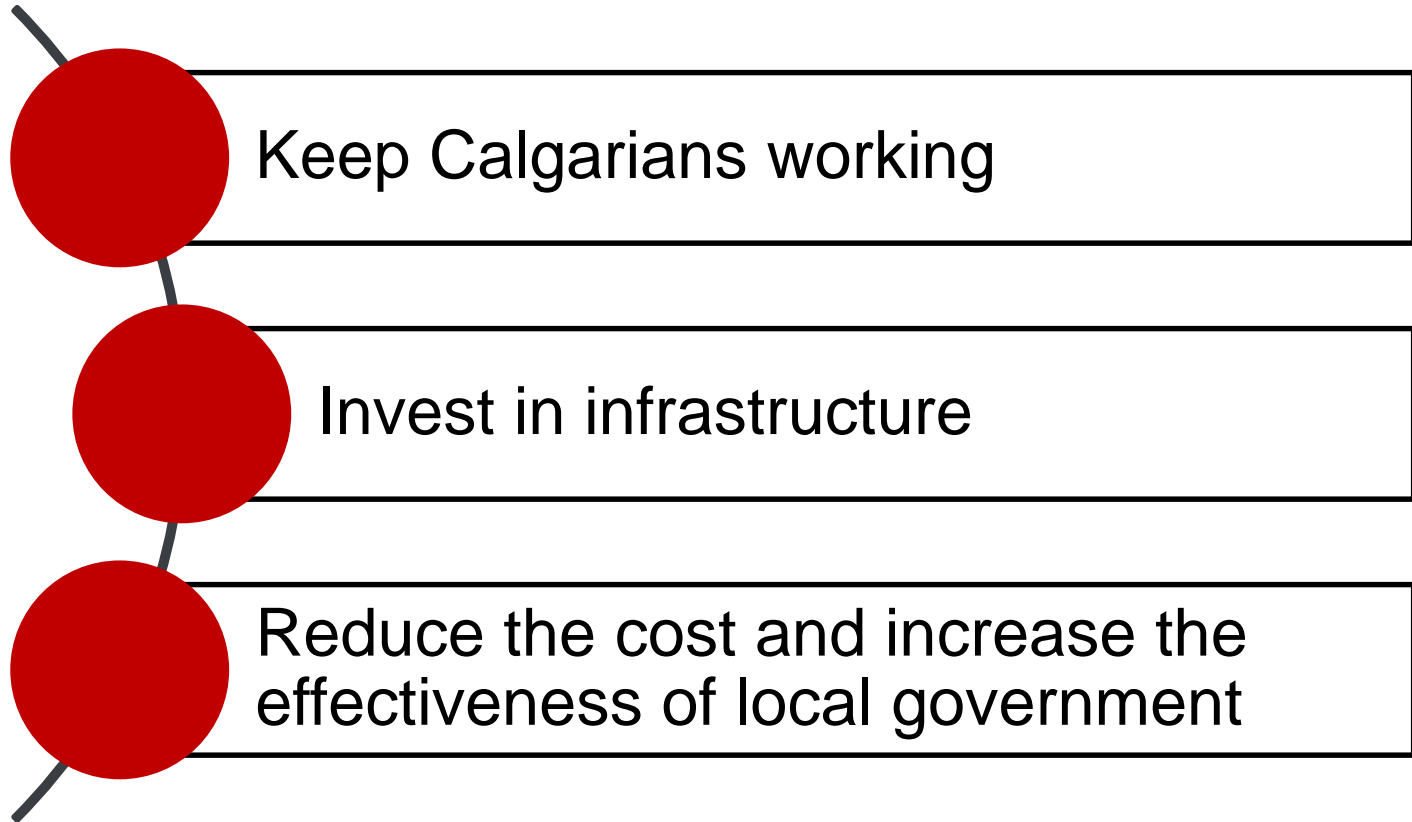 Keep Calgarians working
Invest in infrastructure
Reduce the cost and increase the
effectiveness of local government